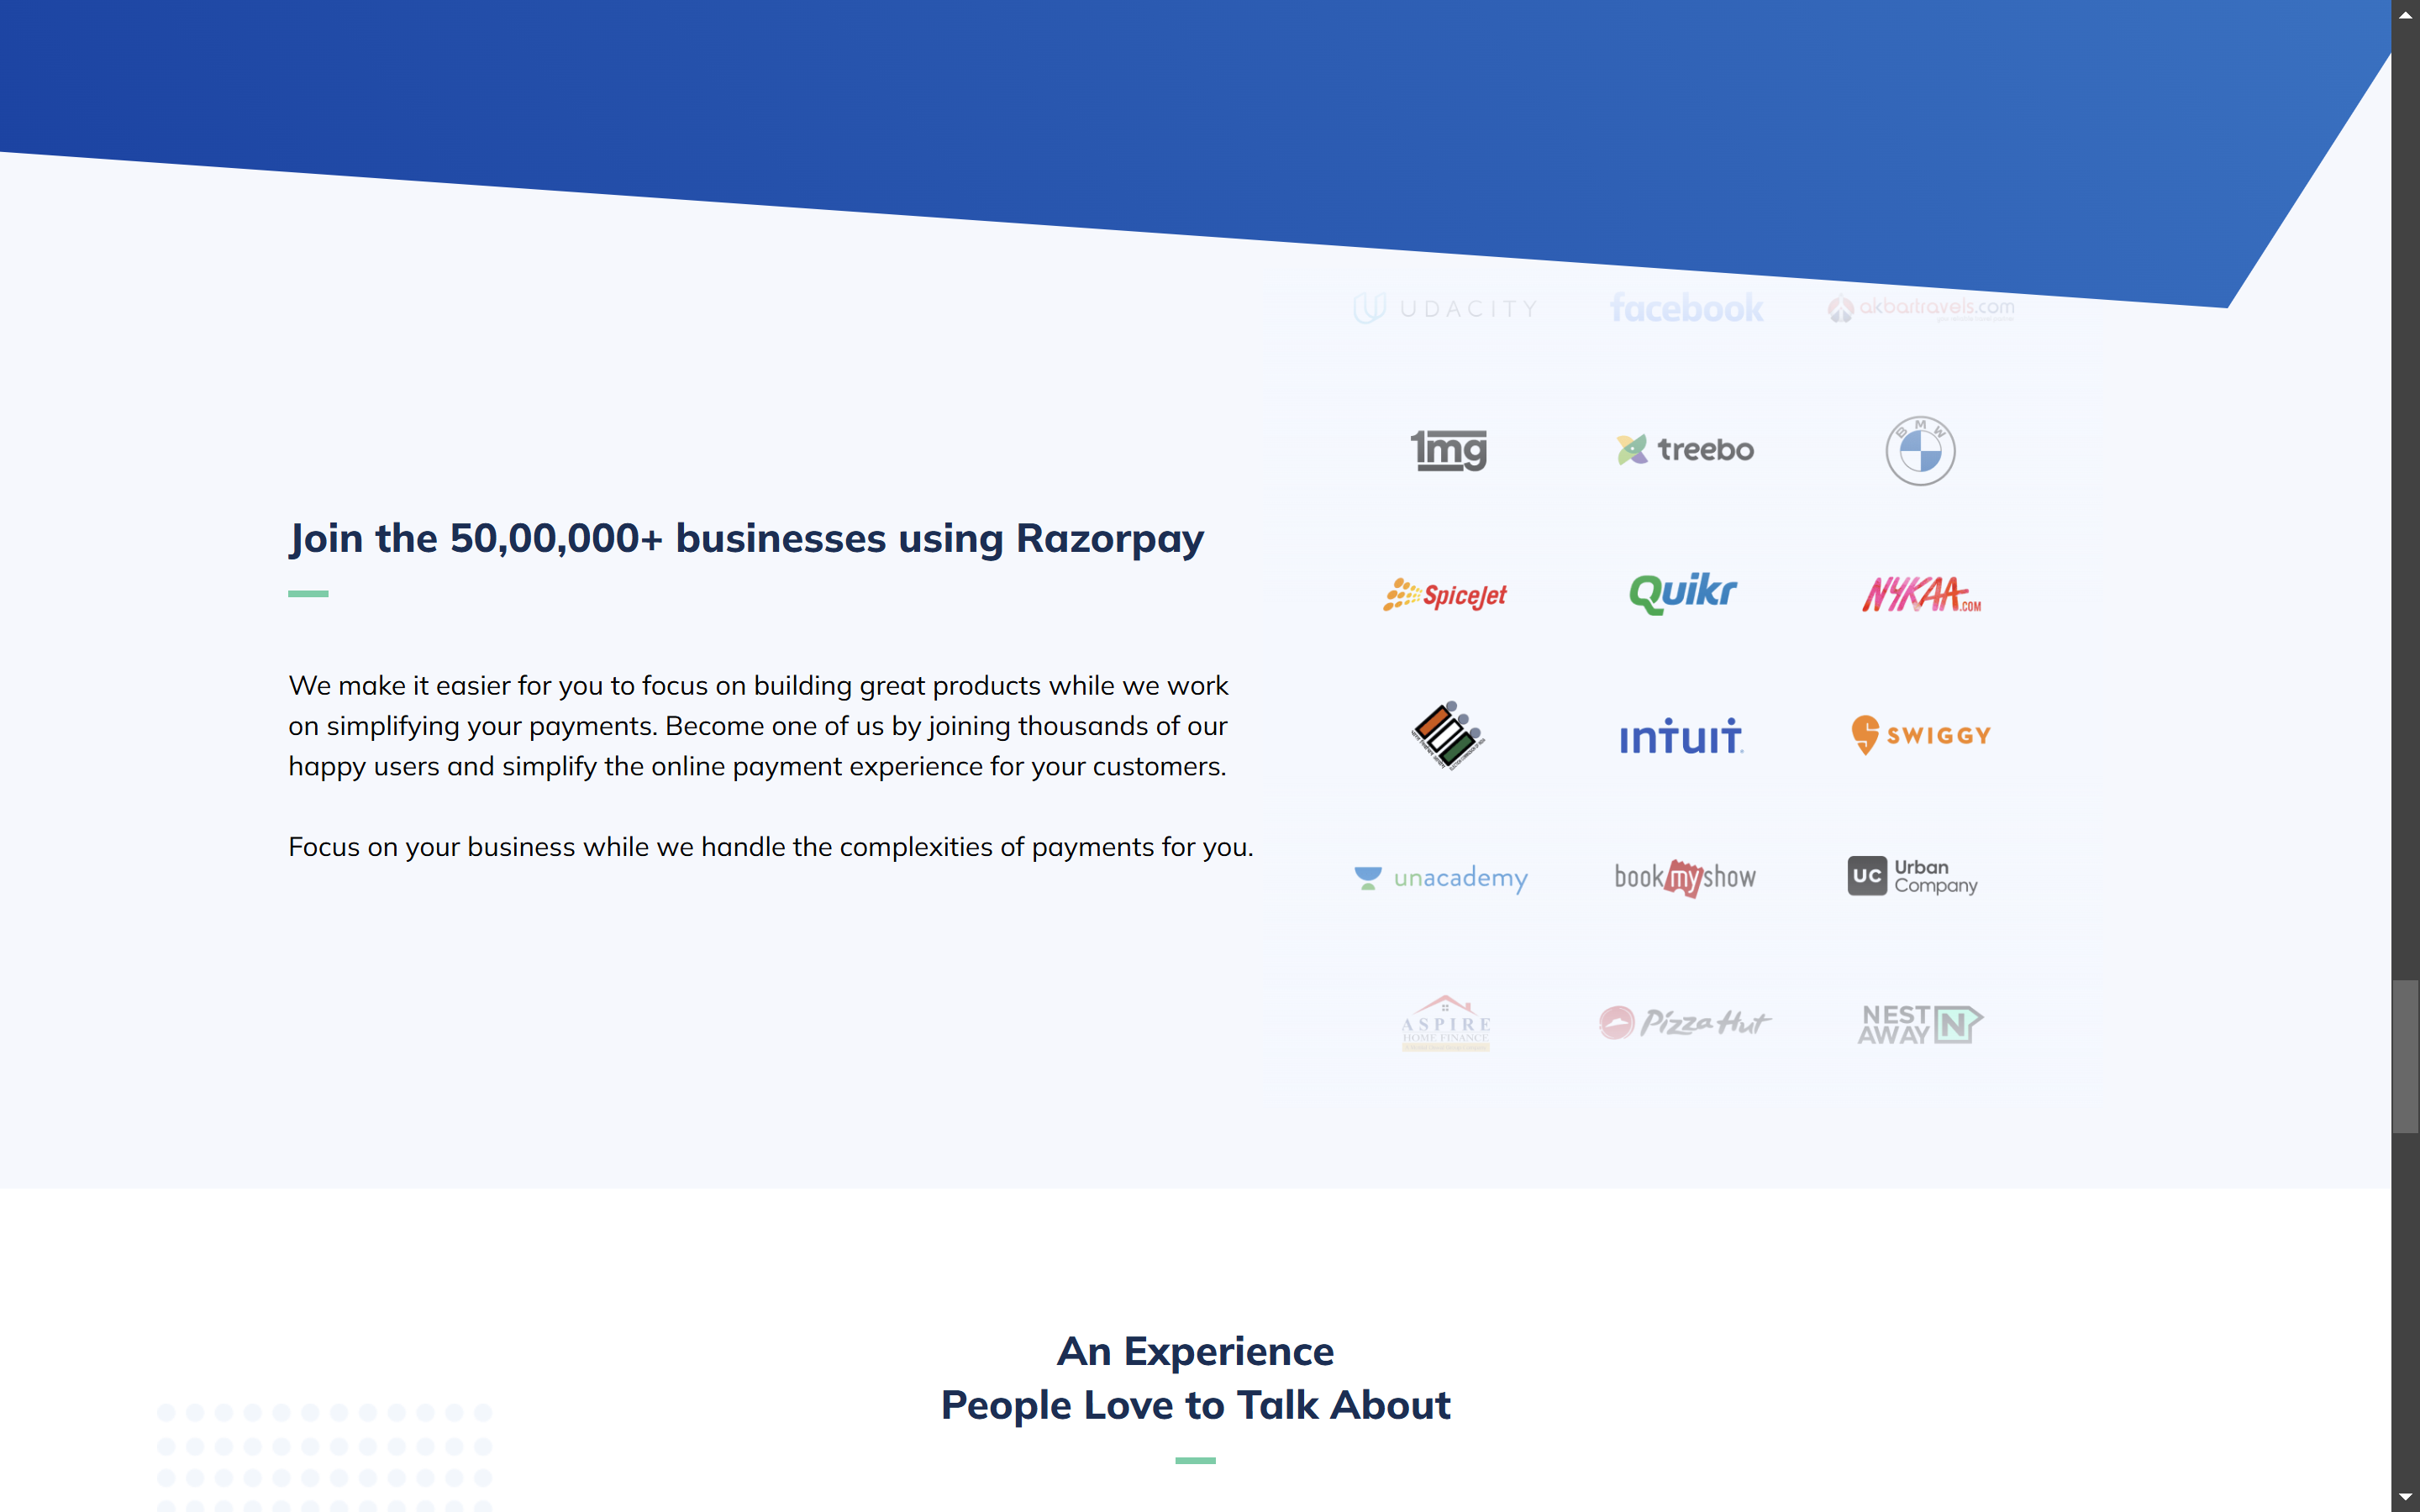 Join the 50,00,000+ businesses using Razorpay
We make it easier for you to focus on building great products while we work
on simplifying your payments. Become one of us by joining thousands of our
happy users and simplify the online payment experience for your customers.
Focus on your business while we handle the complexities of payments for you.
UDACITY
facebook
akbartravels.com
1mg
treebo
BMW
SpiceJet
Quikr
NYKAA.COM
intuit
SWIGGY
unacademy
bookmyshow
UC Urban
Company
ASPIRE
HOME FINANCE
Pizza Hut
NEST
AWAY N
An Experience
People Love to Talk About